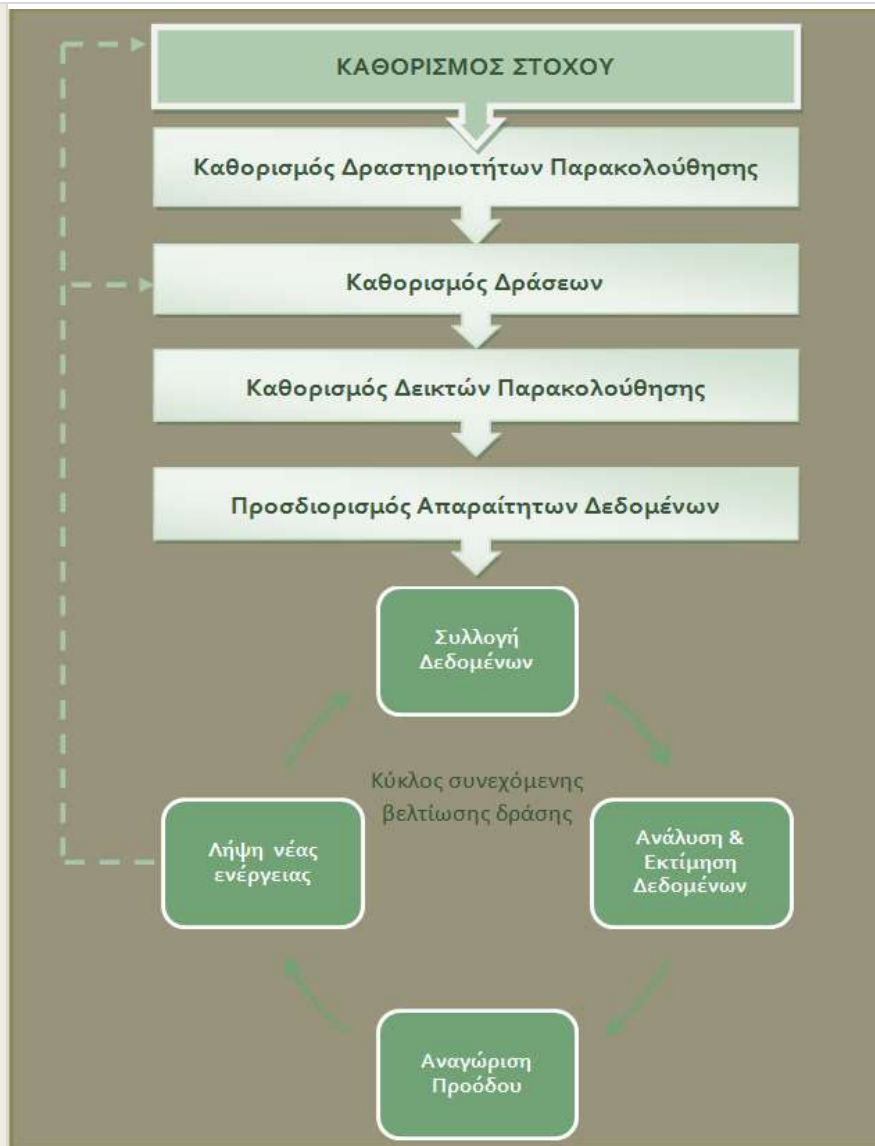 ΚΑΘΟΡΙΣΜΟΣ ΣΤΟΧΟΥ
Καθορισμός Δραστηριοτήτων Παρακολούθησης
Καθορισμός Δράσεων
Καθορισμός Δεικτών Παρακολούθησης
Προσδιορισμός Απαραίτητων Δεδομένων
Συλλογή
Δεδομένων
Κύκλος συνεχόμενης
βελτίωσης δράσης
Λήψη νέας
ενέργειας
Ανάλυση &
Εκτίμηση
Δεδομένων
Αναγώριση
Προόδου